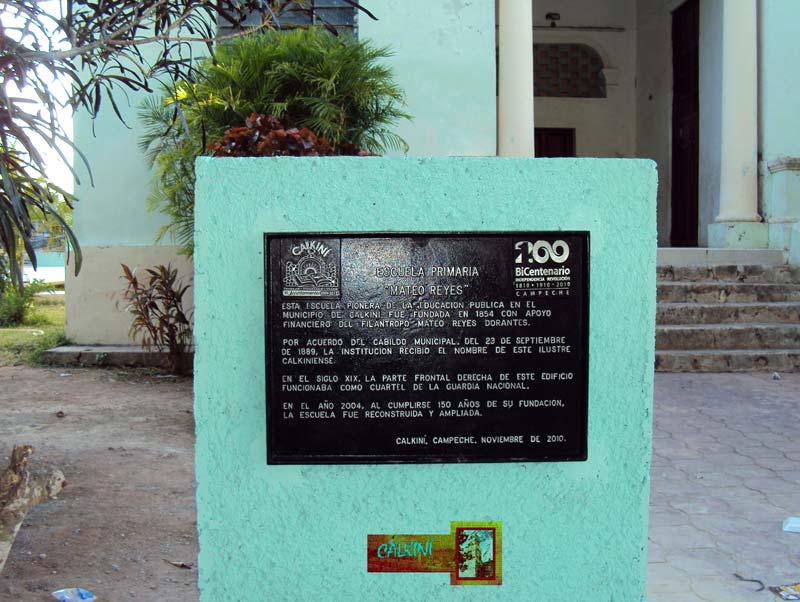 CALKINÍ
200
BiCentenario
INDEPENDENCIA REVOLUCIÓN
1810 • 1910 • 2010
CAMPECHE
ESCUELA PRIMARIA
"MATEO REYES"
ESTA ESCUELA PIONERA DE LA EDUCACION PUBLICA EN EL
MUNICIPIO DE CALKINI FUE FUNDADA EN 1854 CON APOYO
FINANCIERO DEL FILANTROPO MATEO REYES DORANTES.
POR ACUERDO DEL CABILDO MUNICIPAL, DEL 23 DE SEPTIEMBRE
DE 1889, LA INSTITUCION RECIBIO EL NOMBRE DE ESTE ILUSTRE
CALKINIENSE.
EN EL SIGLO XIX, LA PARTE FRONTAL DERECHA DE ESTE EDIFICIO
FUNCIONABA COMO CUARTEL DE LA GUARDIA NACIONAL.
EN EL AÑO 2004, AL CUMPLIRSE 150 AÑOS DE SU FUNDACION,
LA ESCUELA FUE RECONSTRUIDA Y AMPLIADA.
CALKINÍ, CAMPECHE, NOVIEMBRE DE 2010.
CALKINÍ